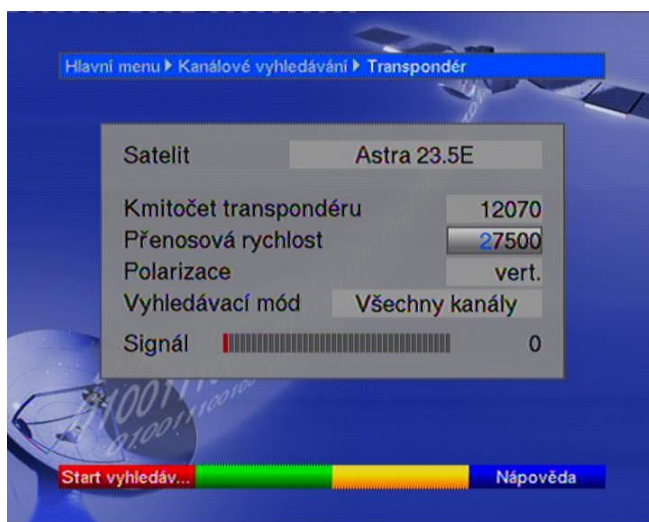 Hlavní menu ▶ Kanálové vyhledávání ▶ Transpondér
Satelit Astra 23.5E
Kmitočet transpondéru 12070
Přenosová rychlost 27500
Polarizace vert.
Vyhledávací mód Všechny kanály
Signál 0
Start vyhledáv... Nápověda